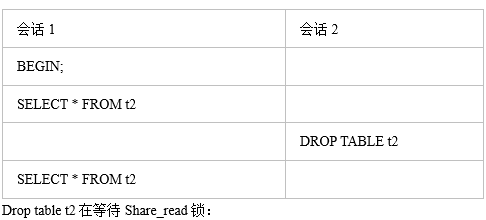 会话 1 会话 2
BEGIN;
SELECT * FROM t2
DROP TABLE t2
SELECT * FROM t2
Drop table t2 在等待 Share_read 锁：